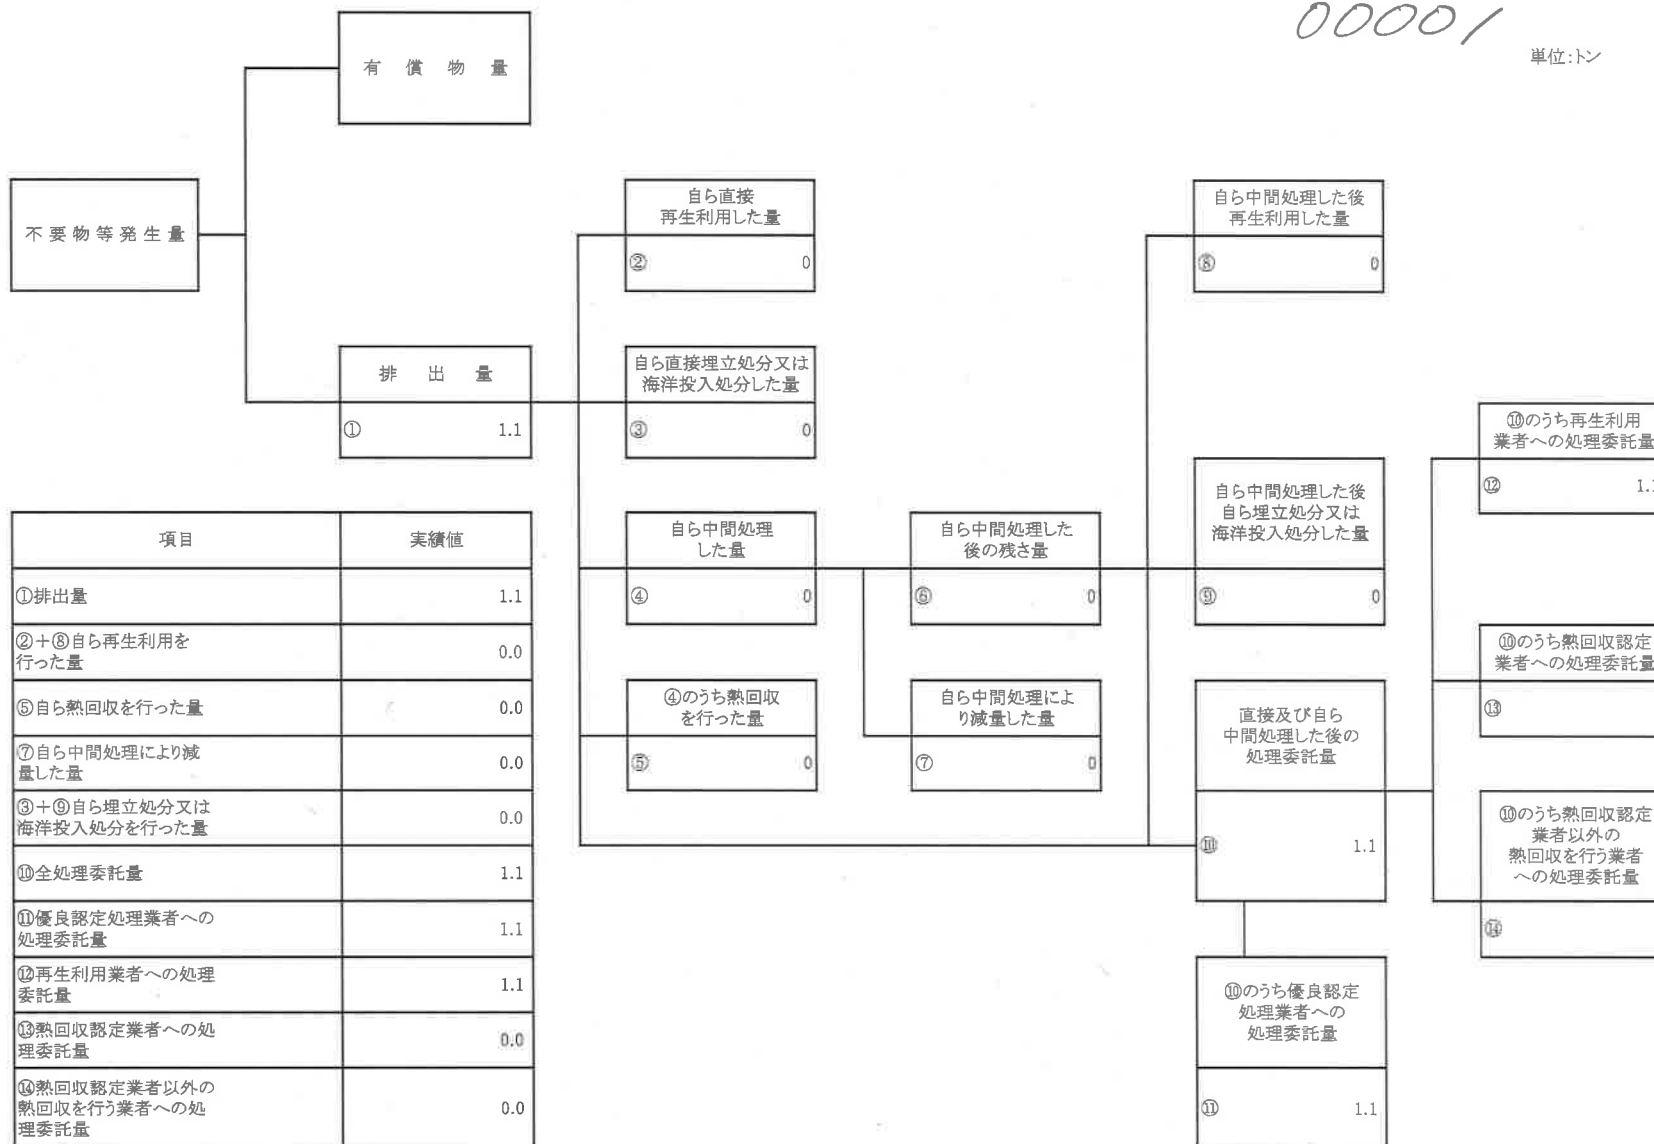 00001
単位:トン
有償物量
不要物等発生量
排出量
① 1.1
自ら直接
再生利用した量
② 0
自ら直接埋立処分又は
海洋投入処分した量
③ 0
自ら中間処理
した量
④ 0
④のうち熱回収
を行った量
⑤ 0
自ら中間処理した
後の残さ量
⑥ 0
自ら中間処理によ
り減量した量
⑦ 0
自ら中間処理した後
再生利用した量
⑧ 0
自ら中間処理した後
自ら埋立処分又は
海洋投入処分した量
⑨ 0
直接及び自ら
中間処理した後の
処理委託量
⑩ 1.1
⑩のうち優良認定
処理業者への
処理委託量
⑪ 1.1
⑩のうち再生利用
業者への処理委託量
⑫ 1.1
⑩のうち熱回収認定
業者への処理委託量
⑬
⑩のうち熱回収認定
業者以外の
熱回収を行う業者
への処理委託量
⑭
項目 実績値
①排出量 1.1
②+⑧自ら再生利用を
行った量 0.0
⑤自ら熱回収を行った量 0.0
⑦自ら中間処理により減
量した量 0.0
③+⑨自ら埋立処分又は
海洋投入処分を行った量 0.0
⑩全処理委託量 1.1
⑪優良認定処理業者への
処理委託量 1.1
⑫再生利用業者への処理
委託量 1.1
⑬熱回収認定業者への処
理委託量 0.0
⑭熱回収認定業者以外の
熱回収を行う業者への処
理委託量 0.0